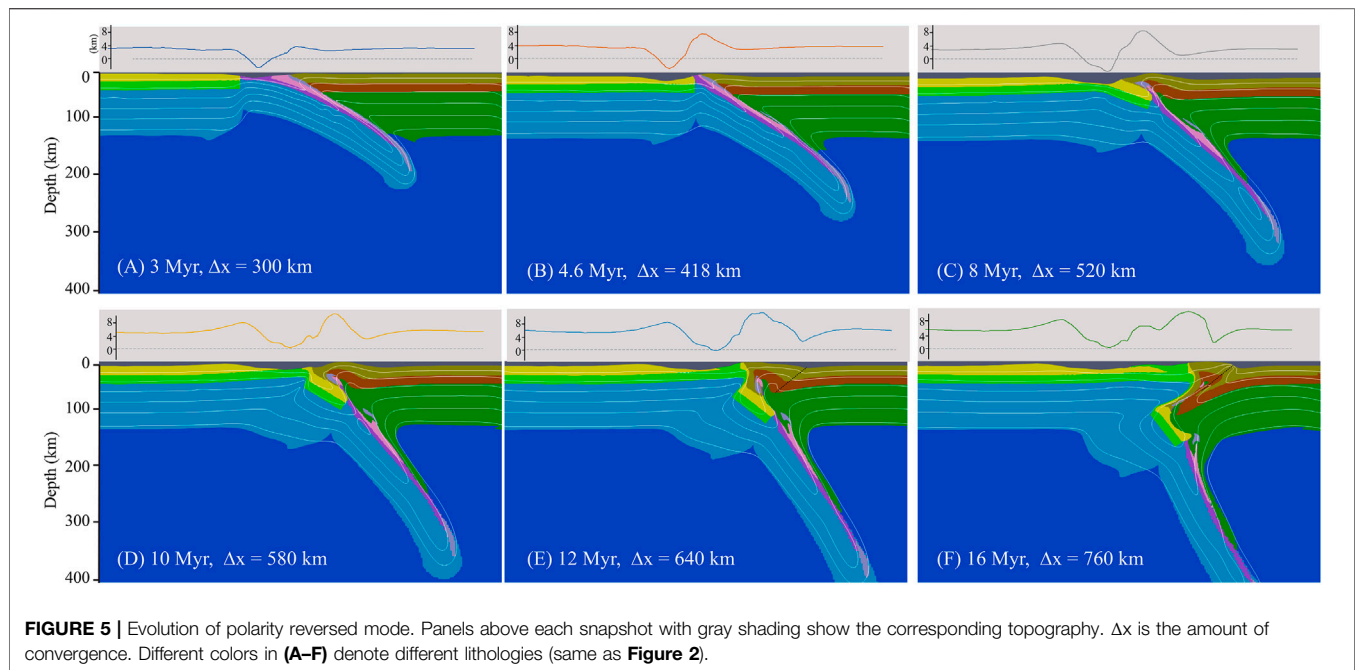 8
4
0
(km)
0
100
200
300
400
Depth (km)
(A) 3 Myr, Δx = 300 km
8
4
0
(B) 4.6 Myr, Δx = 418 km
8
4
0
(C) 8 Myr, Δx = 520 km
8
4
0
0
100
200
300
400
Depth (km)
(D) 10 Myr, Δx = 580 km
8
4
0
(E) 12 Myr, Δx = 640 km
8
4
0
(F) 16 Myr, Δx = 760 km
FIGURE 5 | Evolution of polarity reversed mode. Panels above each snapshot with gray shading show the corresponding topography. Δx is the amount of
convergence. Different colors in (A–F) denote different lithologies (same as Figure 2).